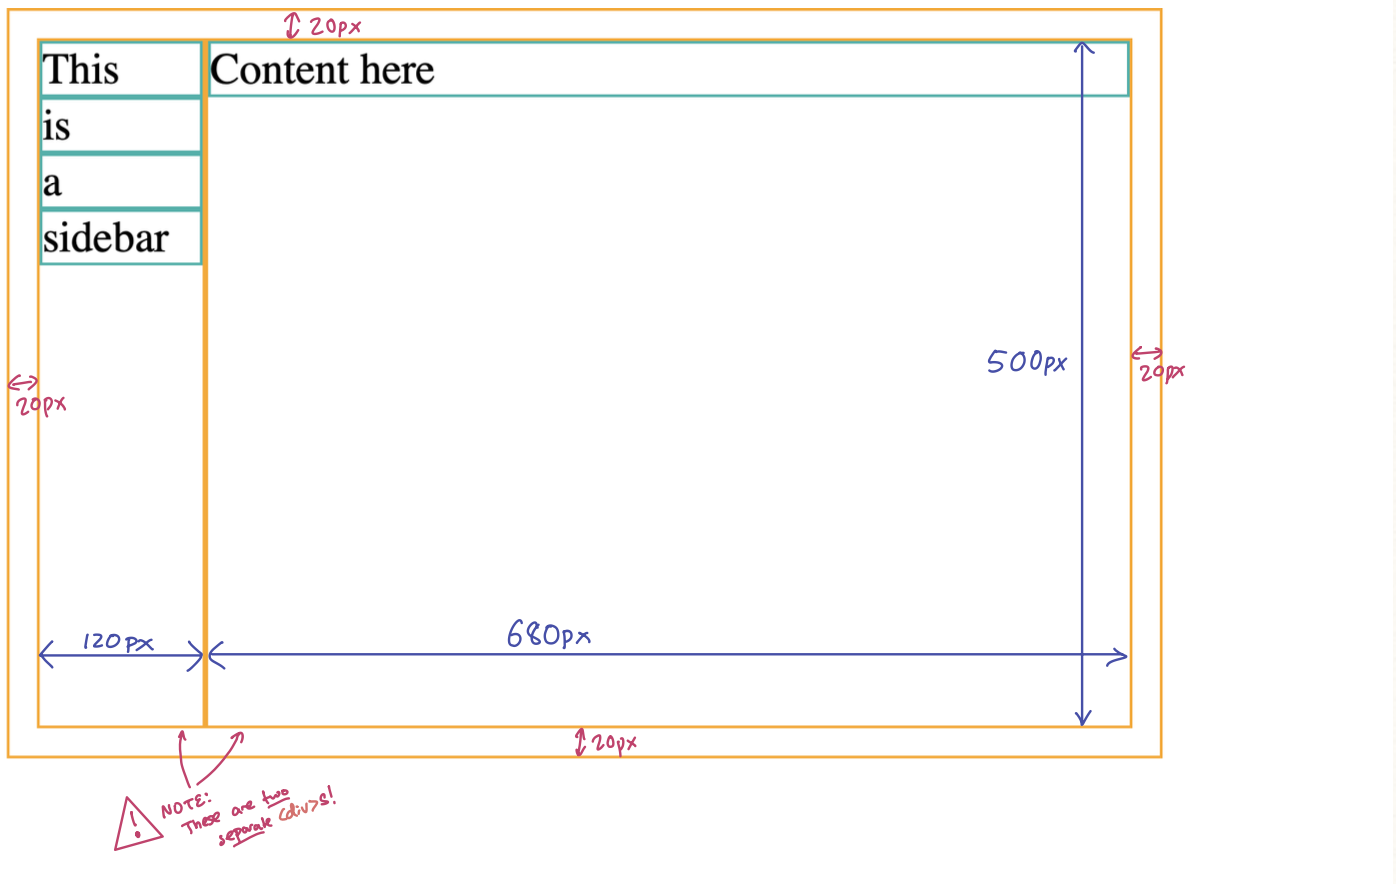 20px
This
Content here
is
a
sidebar
500px
20px
20px
120px
680px
20px
NOTE:
These are two
separate <div>s!
!